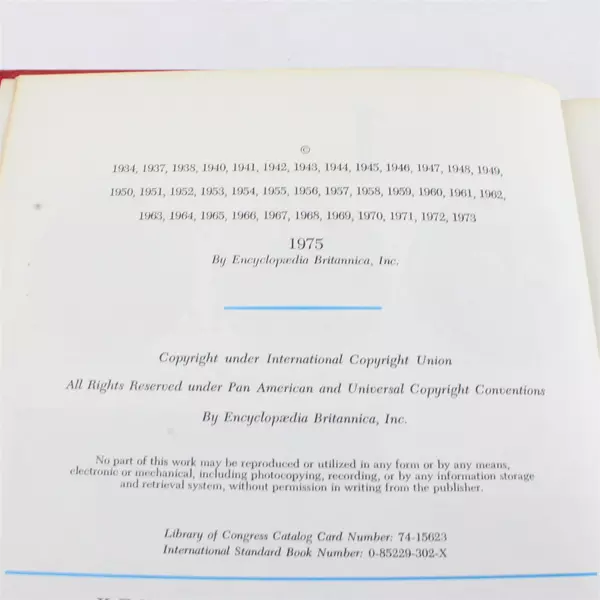 ©
1934, 1937, 1938, 1940, 1941, 1942, 1943, 1944, 1945, 1946, 1947, 1948, 1949,
1950, 1951, 1952, 1953, 1954, 1955, 1956, 1957, 1958, 1959, 1960, 1961, 1962,
1963, 1964, 1965, 1966, 1967, 1968, 1969, 1970, 1971, 1972, 1973
1975
By Encyclopædia Britannica, Inc.
Copyright under International Copyright Union
All Rights Reserved under Pan American and Universal Copyright Conventions
By Encyclopædia Britannica, Inc.
No part of this work may be reproduced or utilized in any form or by any means,
electronic or mechanical, including photocopying, recording, or by any information storage
and retrieval system, without permission in writing from the publisher.
Library of Congress Catalog Card Number: 74-15623
International Standard Book Number: 0-85229-302-X